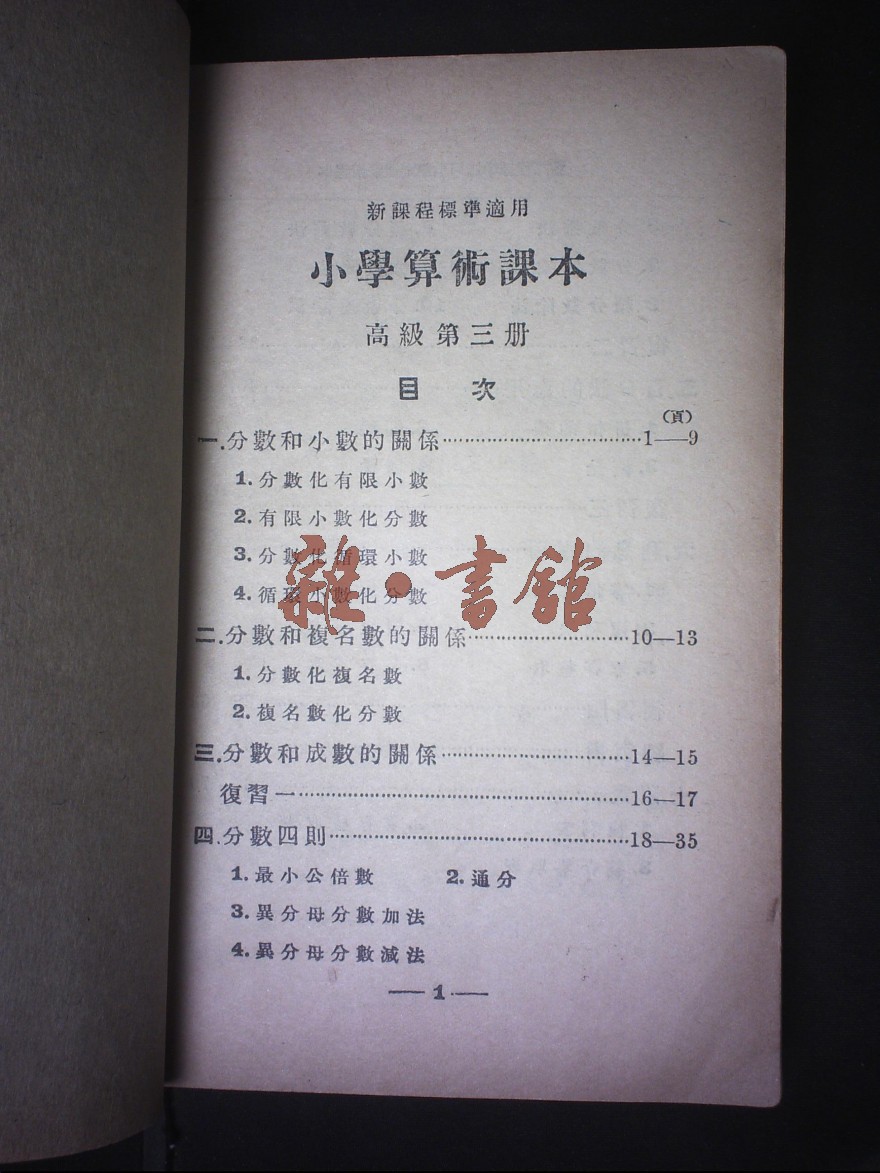 新課程標準適用
小學算術課本
高級第三册
目 次
(頁)
一.分數和小數的關係……………………………1—9
1.分數化有限小數
2.有限小數化分數
3.分數化循環小數
4.循環小數化分數
雜·書館
二.分數和複名數的關係……………………10—13
1.分數化複名數
2.複名數化分數
三.分數和成數的關係………………………14—15
復習一…………………………………………16—17
四.分數四則……………………………………18—35
1.最小公倍數 2.通分
3.異分母分數加法
4.異分母分數減法
— 1 —